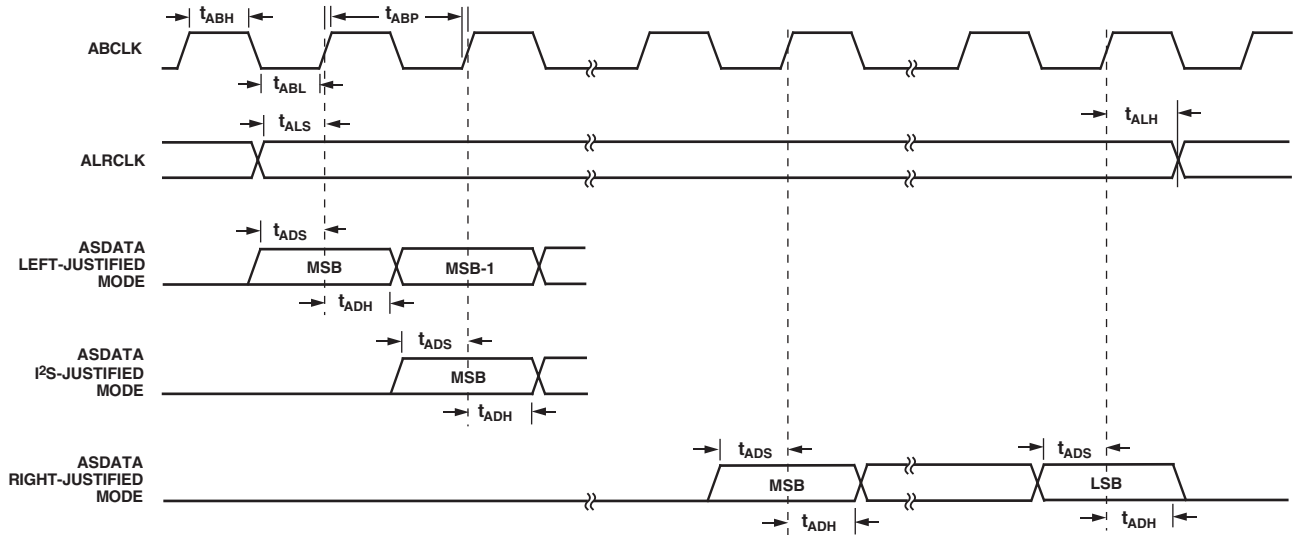 tABH
tABP
ABCLK
tABL
tALS
tALH
ALRCLK
tADS
ASDATA
LEFT-JUSTIFIED
MODE
MSB
MSB-1
tADH
tADS
ASDATA
I²S-JUSTIFIED
MODE
MSB
tADH
tADS
tADS
ASDATA
RIGHT-JUSTIFIED
MODE
MSB
LSB
tADH
tADH